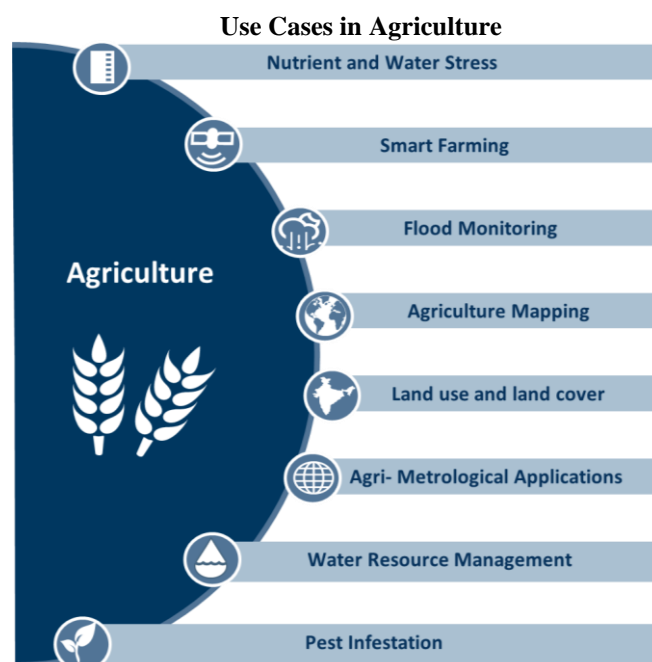 Use Cases in Agriculture
Nutrient and Water Stress
Smart Farming
Flood Monitoring
Agriculture
Agriculture Mapping
Land use and land cover
Agri- Metrological Applications
Water Resource Management
Pest Infestation